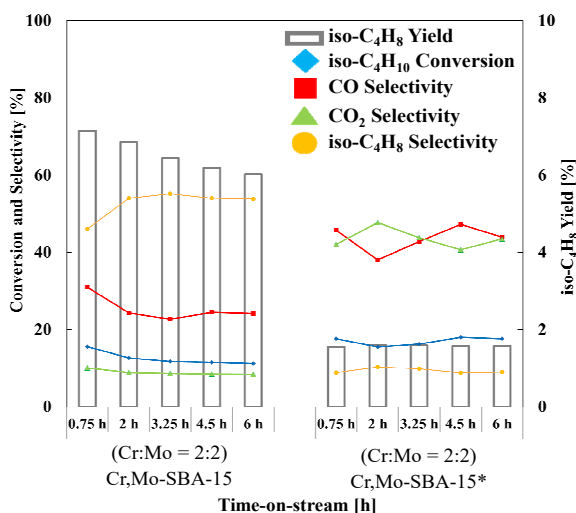 100
80
60
40
20
0
Conversion and Selectivity [%]
iso-C₄H₈ Yield
iso-C₄H₁₀ Conversion
CO Selectivity
CO₂ Selectivity
iso-C₄H₈ Selectivity
10
8
6
4
2
0
iso-C₄H₈ Yield [%]
0.75 h 2 h 3.25 h 4.5 h 6 h
0.75 h 2 h 3.25 h 4.5 h 6 h
(Cr:Mo = 2:2)
Cr,Mo-SBA-15
(Cr:Mo = 2:2)
Cr,Mo-SBA-15*
Time-on-stream [h]